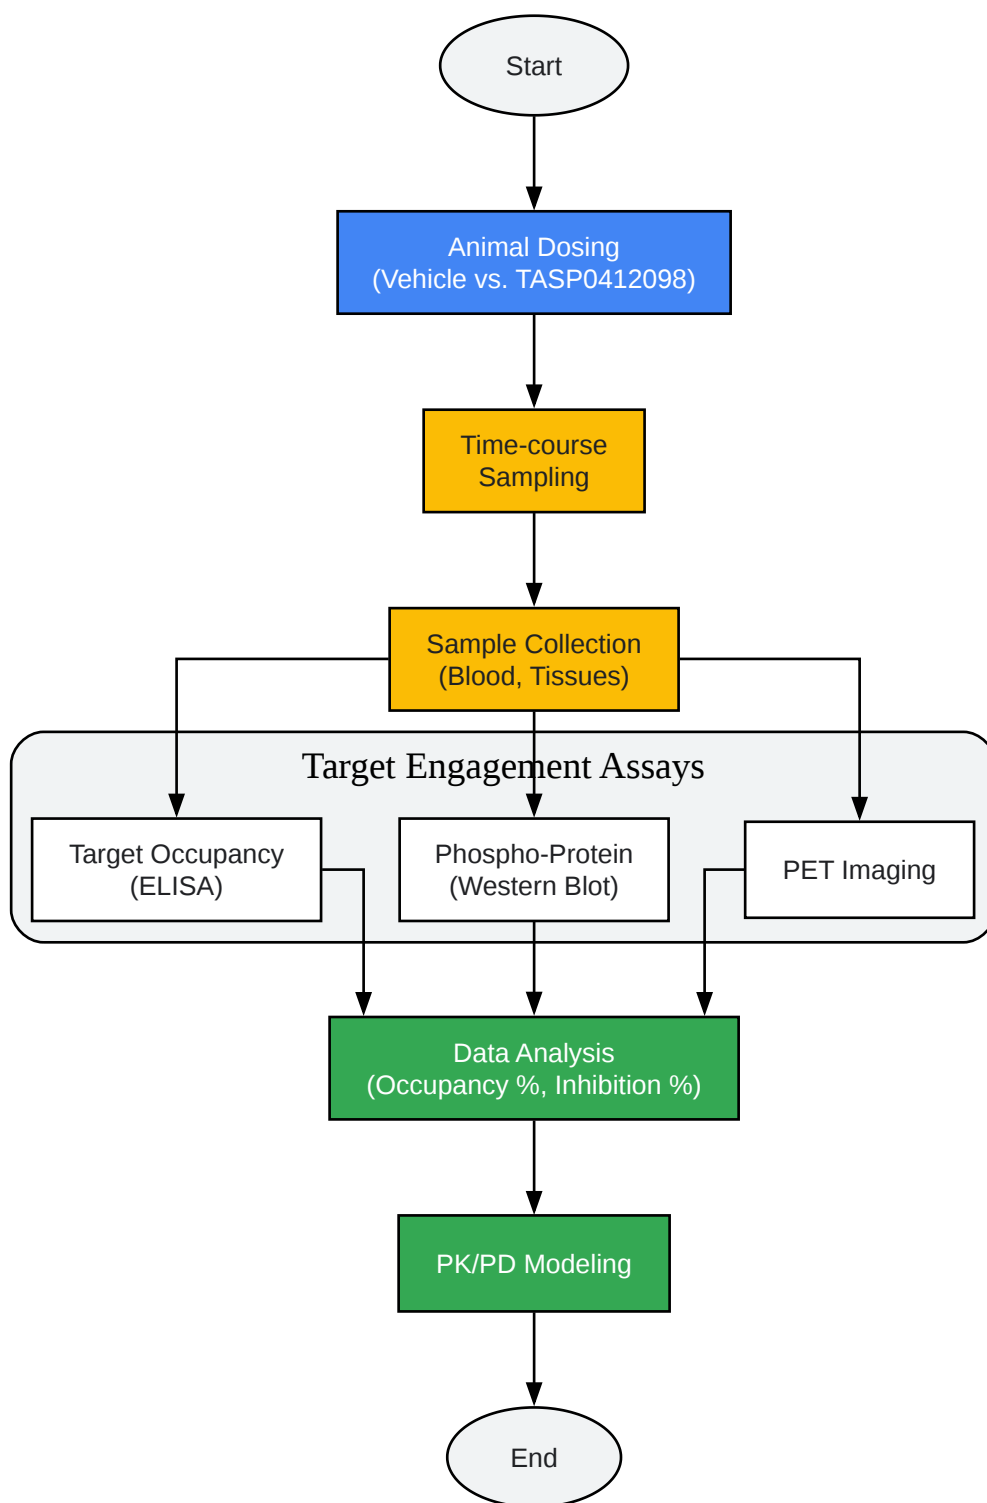 Start
Animal Dosing
(Vehicle vs. TASP0412098)
Time-course
Sampling
Sample Collection
(Blood, Tissues)
Target Engagement Assays
Target Occupancy
(ELISA)
Phospho-Protein
(Western Blot)
PET Imaging
Data Analysis
(Occupancy %, Inhibition %)
PK/PD Modeling
End